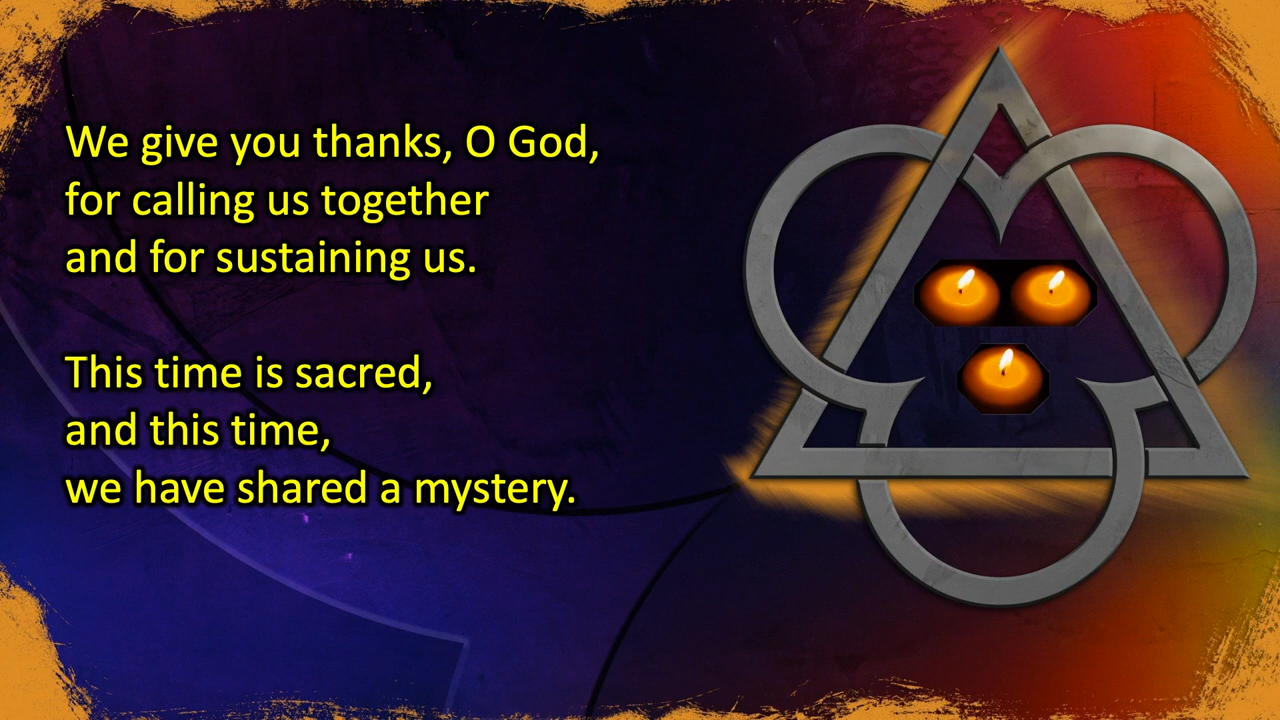 We give you thanks, O God,
for calling us together
and for sustaining us.
This time is sacred,
and this time,
we have shared a mystery.